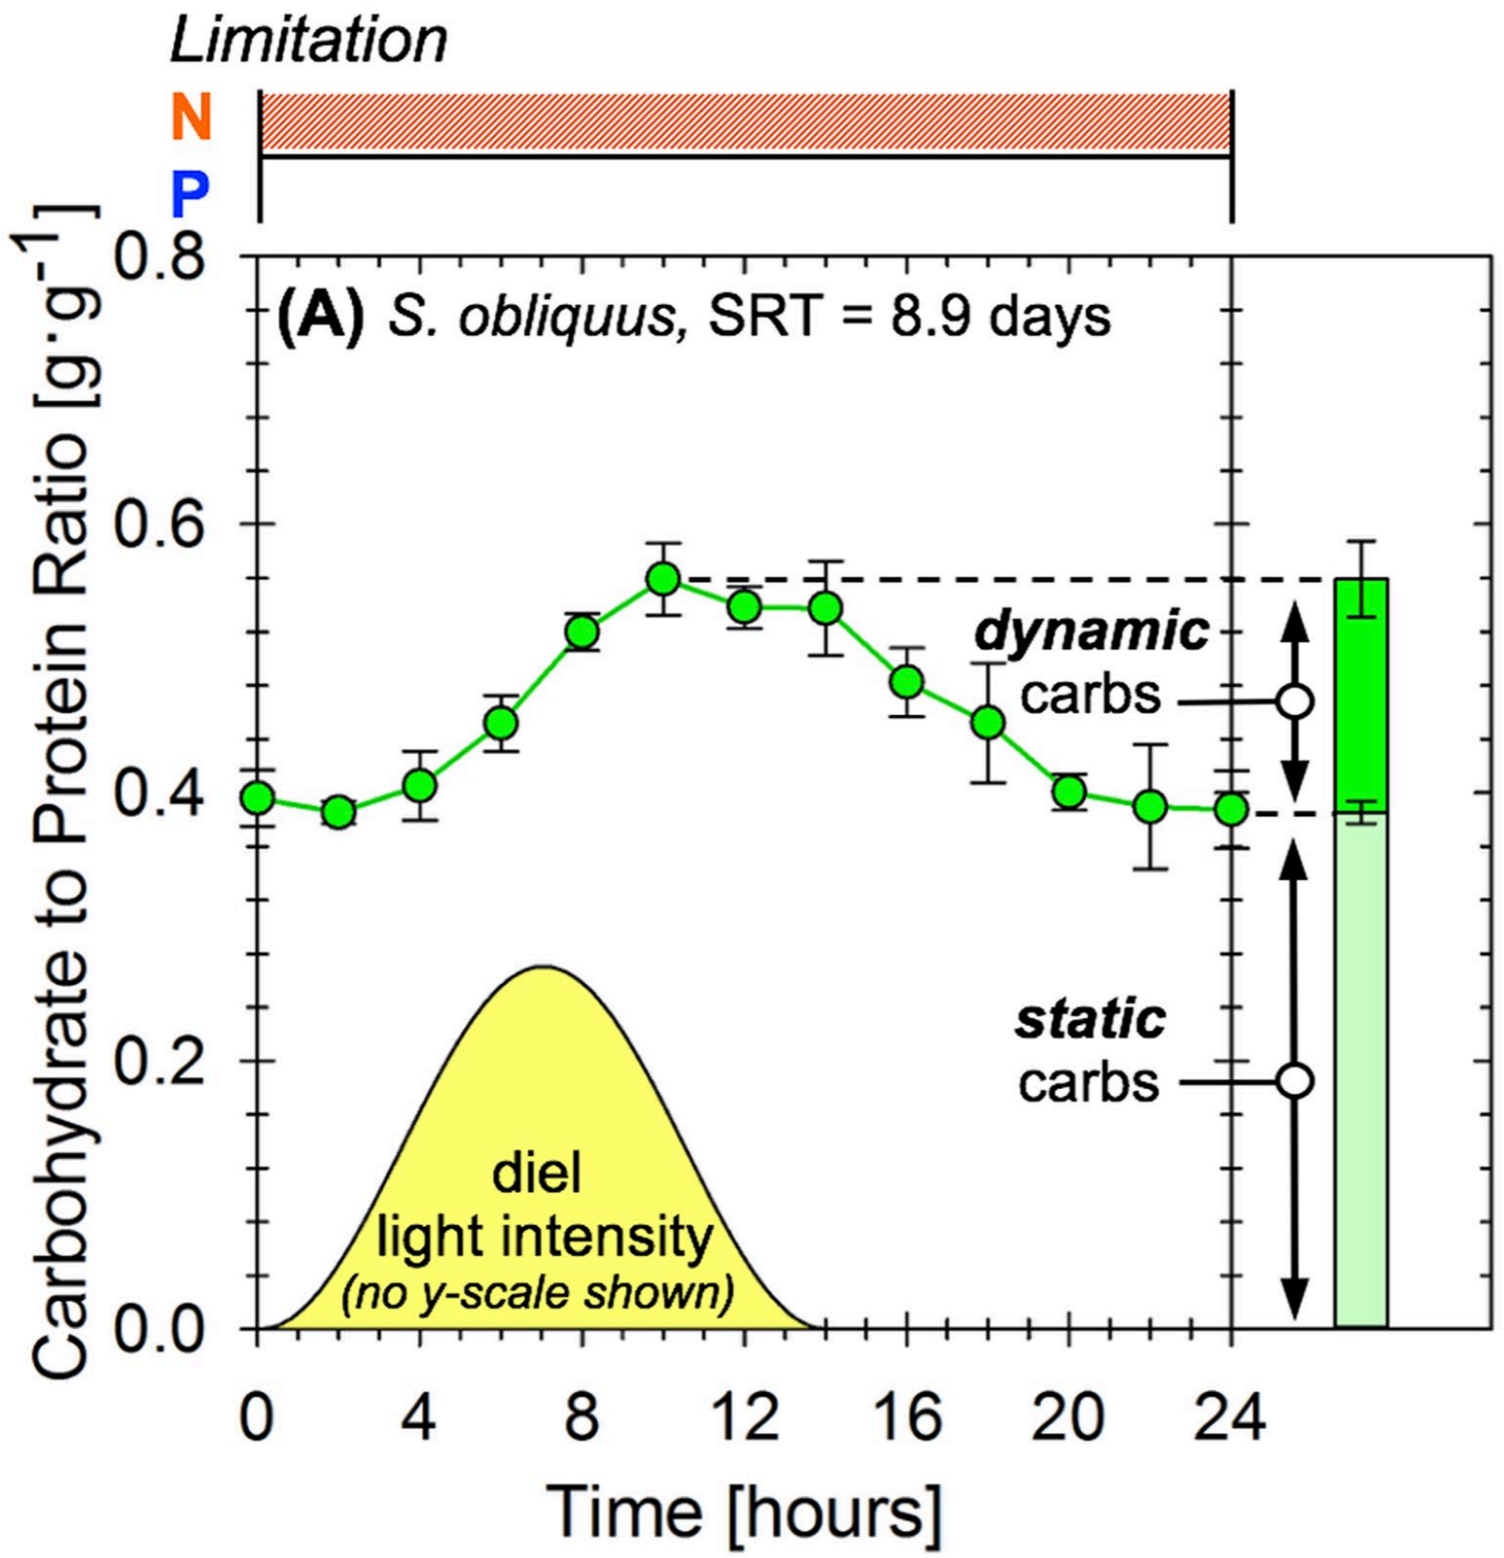 Limitation
N
P
Carbohydrate to Protein Ratio [g·g⁻¹]
0.8
0.6
0.4
0.2
0.0
(A) S. obliquus, SRT = 8.9 days
dynamic
carbs
static
carbs
diel
light intensity
(no y-scale shown)
0 4 8 12 16 20 24
Time [hours]